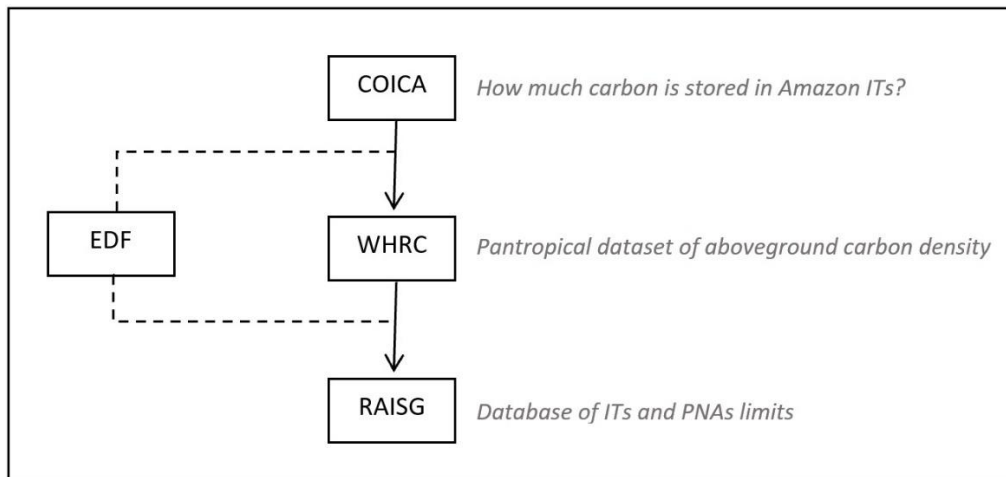 COICA How much carbon is stored in Amazon ITs?
EDF WHRC Pantropical dataset of aboveground carbon density
RAISG Database of ITs and PNAs limits